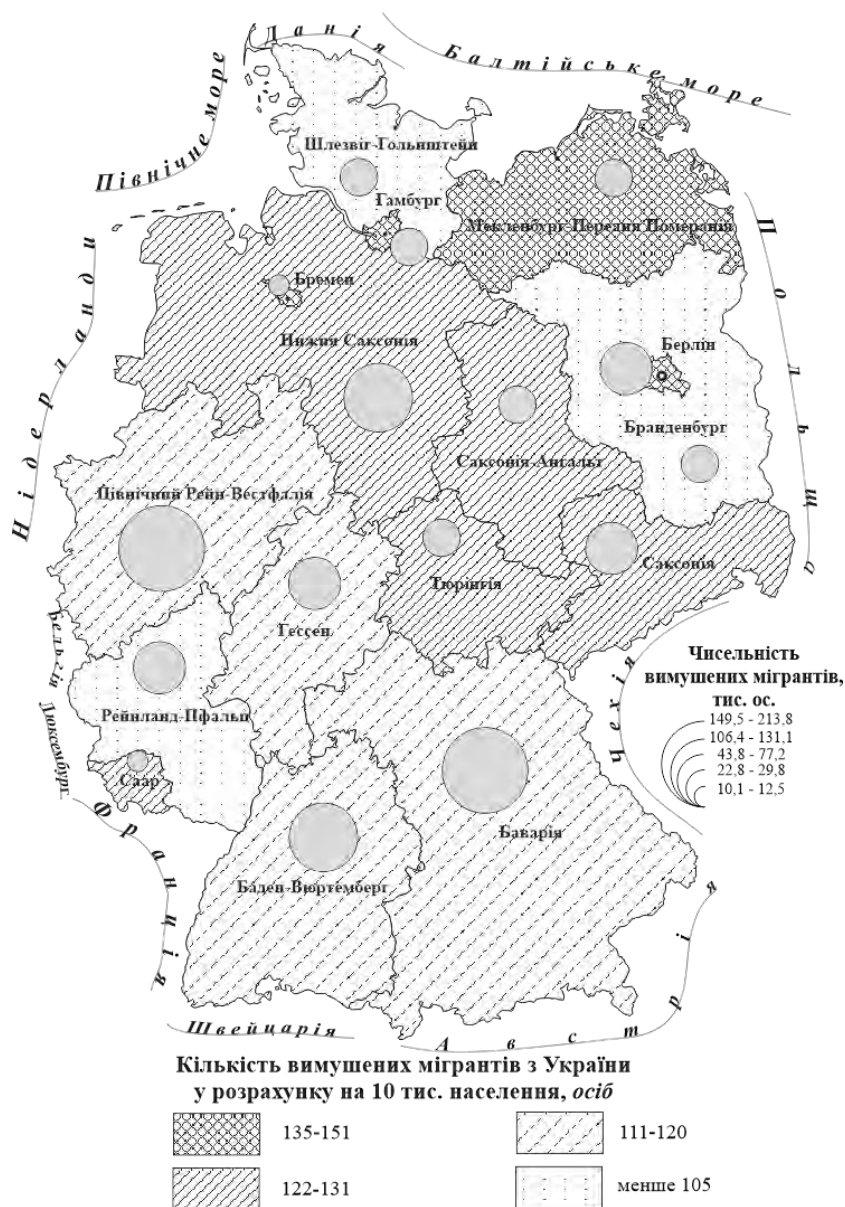 Данія
Балтійське море
Північне море
Шлезвіг-Гольнштейн
Гамбург
Мекленбург-Передня Померанія
Польща
Нідерланди
Бремен
Нижня Саксонія
Берлін
Бранденбург
Саксонія-Ангальт
Північний Рейн-Вестфалія
Саксонія
Тюрінгія
Гессен
Бельгія
Чехія
Чисельність
вимушених мігрантів,
тис. ос.
149,5 - 213,8
106,4 - 131,1
43,8 - 77,2
22,8 - 29,8
10,1 - 12,5
Рейнланд-Пфальц
Люксембург
Саар
Франція
Баварія
Баден-Вюртемберг
Швейцарія
Австрія
Кількість вимушених мігрантів з України
у розрахунку на 10 тис. населення, осіб
135-151
111-120
122-131
менше 105